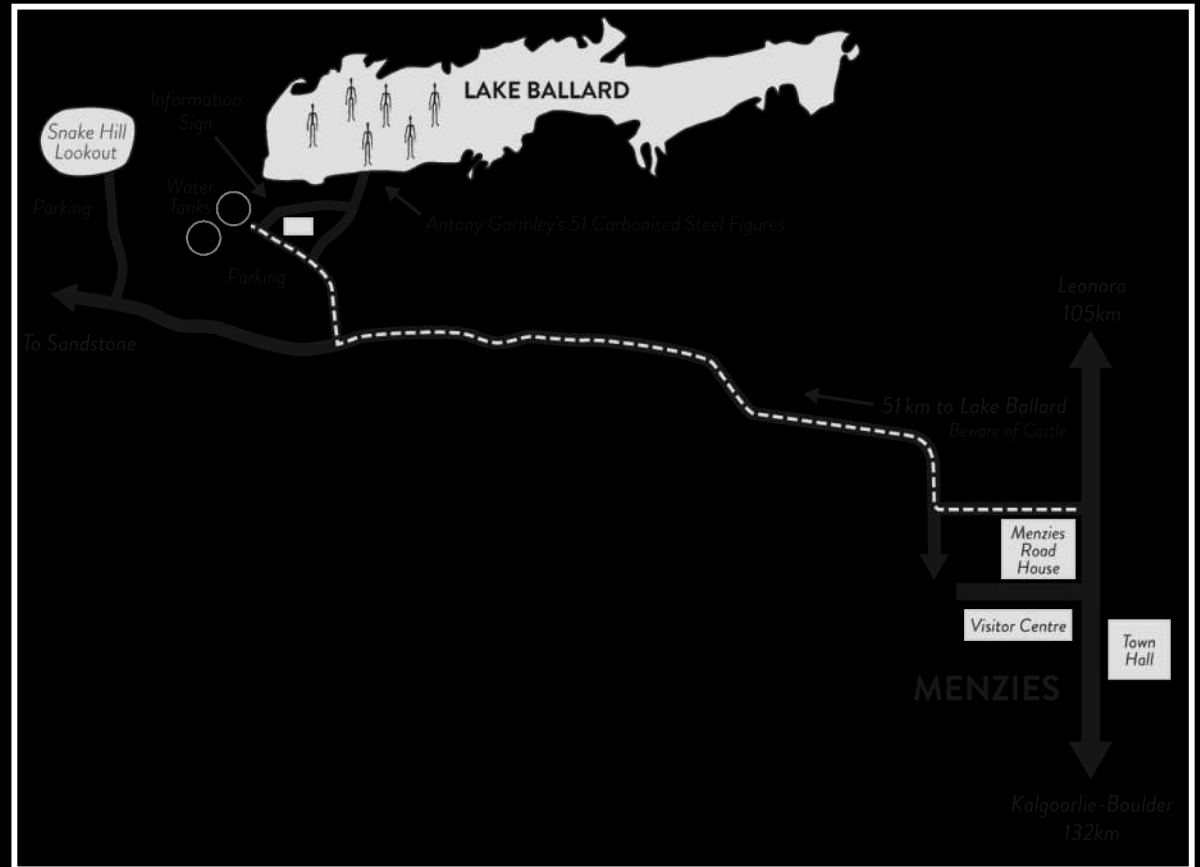 LAKE BALLARD
Information
Sign
Snake Hill
Lookout
Water
Tanks
Parking
Antony Gormley's 51 Carbonised Steel Figures
Parking
Leonora
105km
To Sandstone
51 km to Lake Ballard
Beware of Cattle
Menzies
Road
House
Visitor Centre
Town
Hall
MENZIES
Kalgoorlie-Boulder
132km